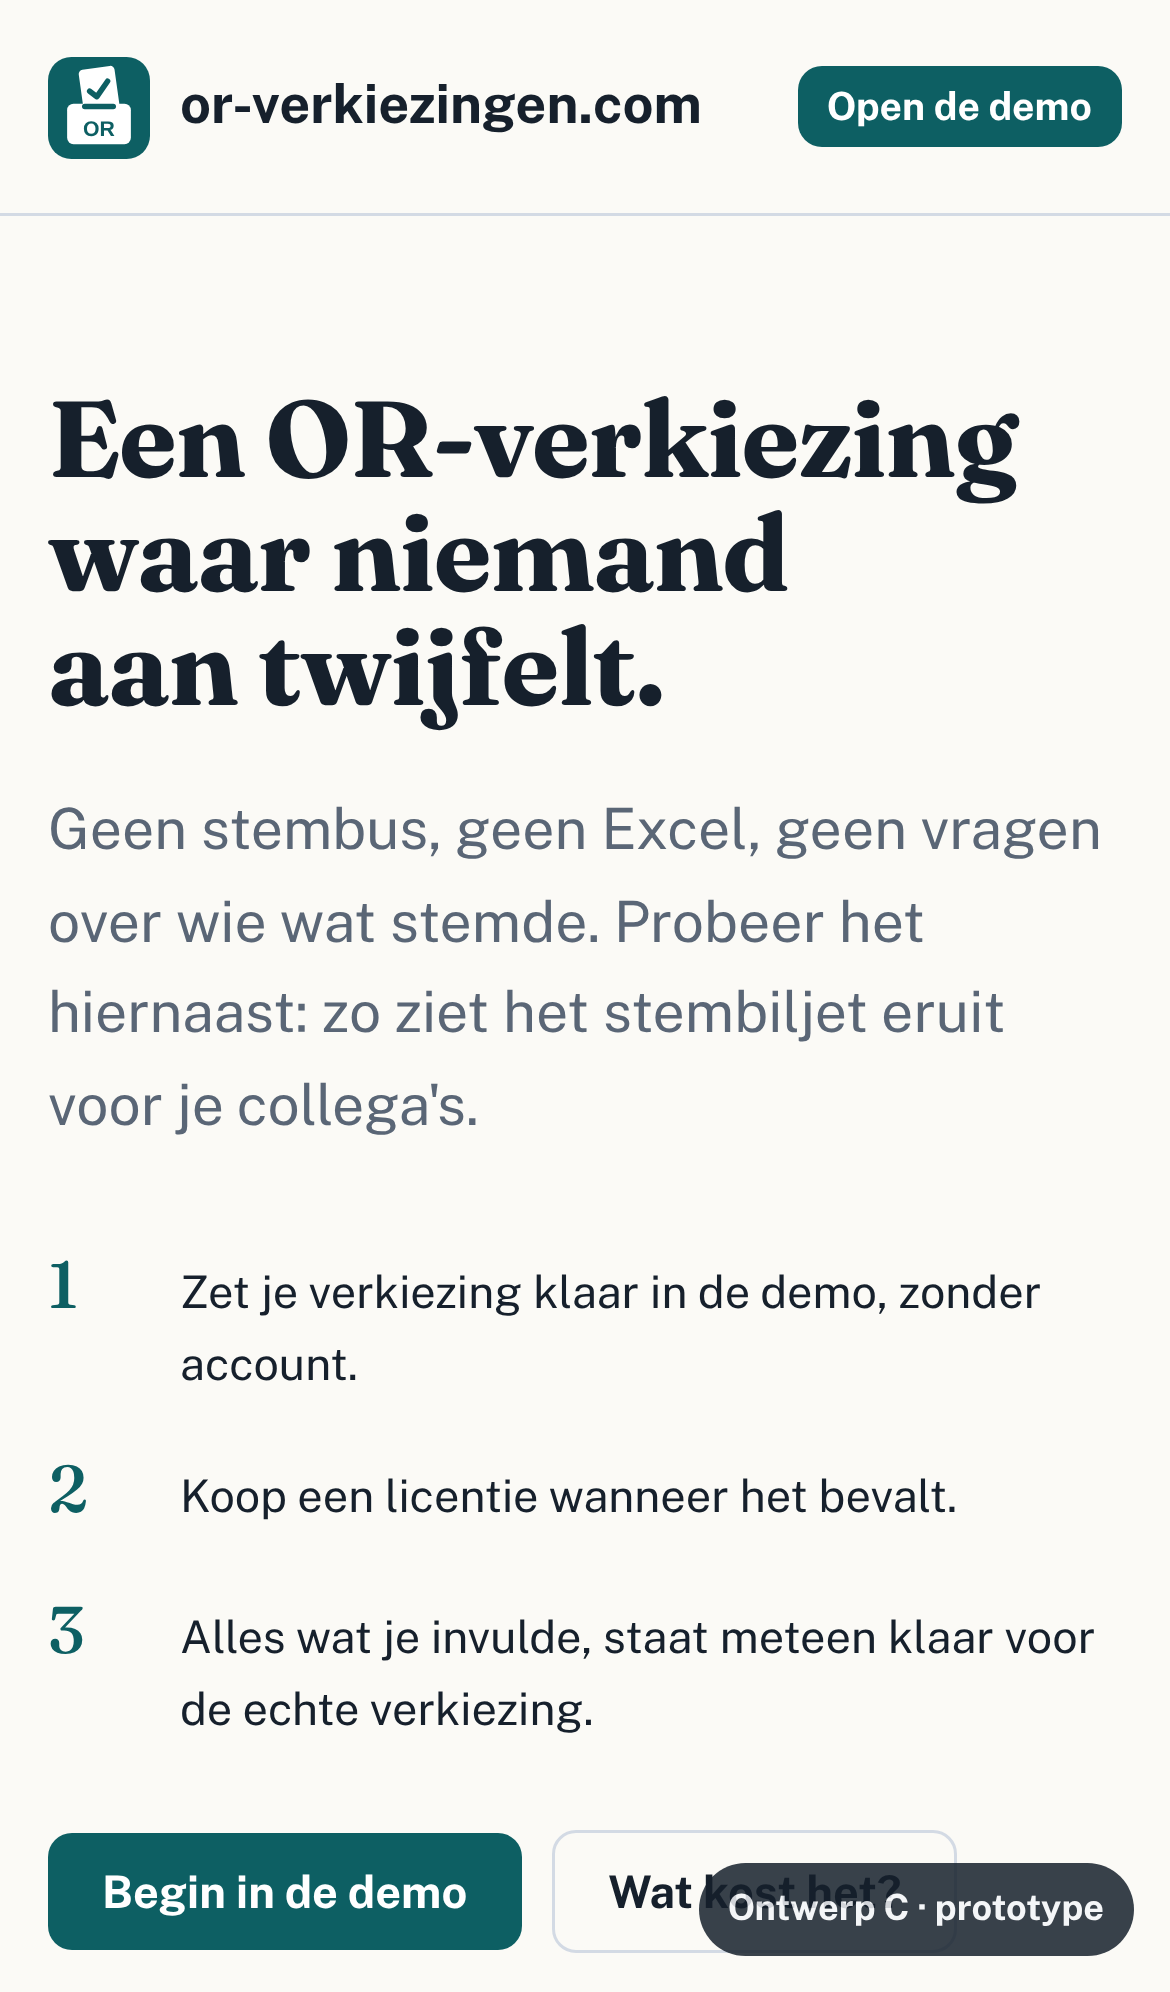 OR
or-verkiezingen.com
Open de demo
Een OR-verkiezing
waar niemand
aan twijfelt.
Geen stembus, geen Excel, geen vragen
over wie wat stemde. Probeer het
hiernaast: zo ziet het stembiljet eruit
voor je collega's.
1 Zet je verkiezing klaar in de demo, zonder
account.
2 Koop een licentie wanneer het bevalt.
3 Alles wat je invulde, staat meteen klaar voor
de echte verkiezing.
Begin in de demo
Wat kost het?
Ontwerp C · prototype